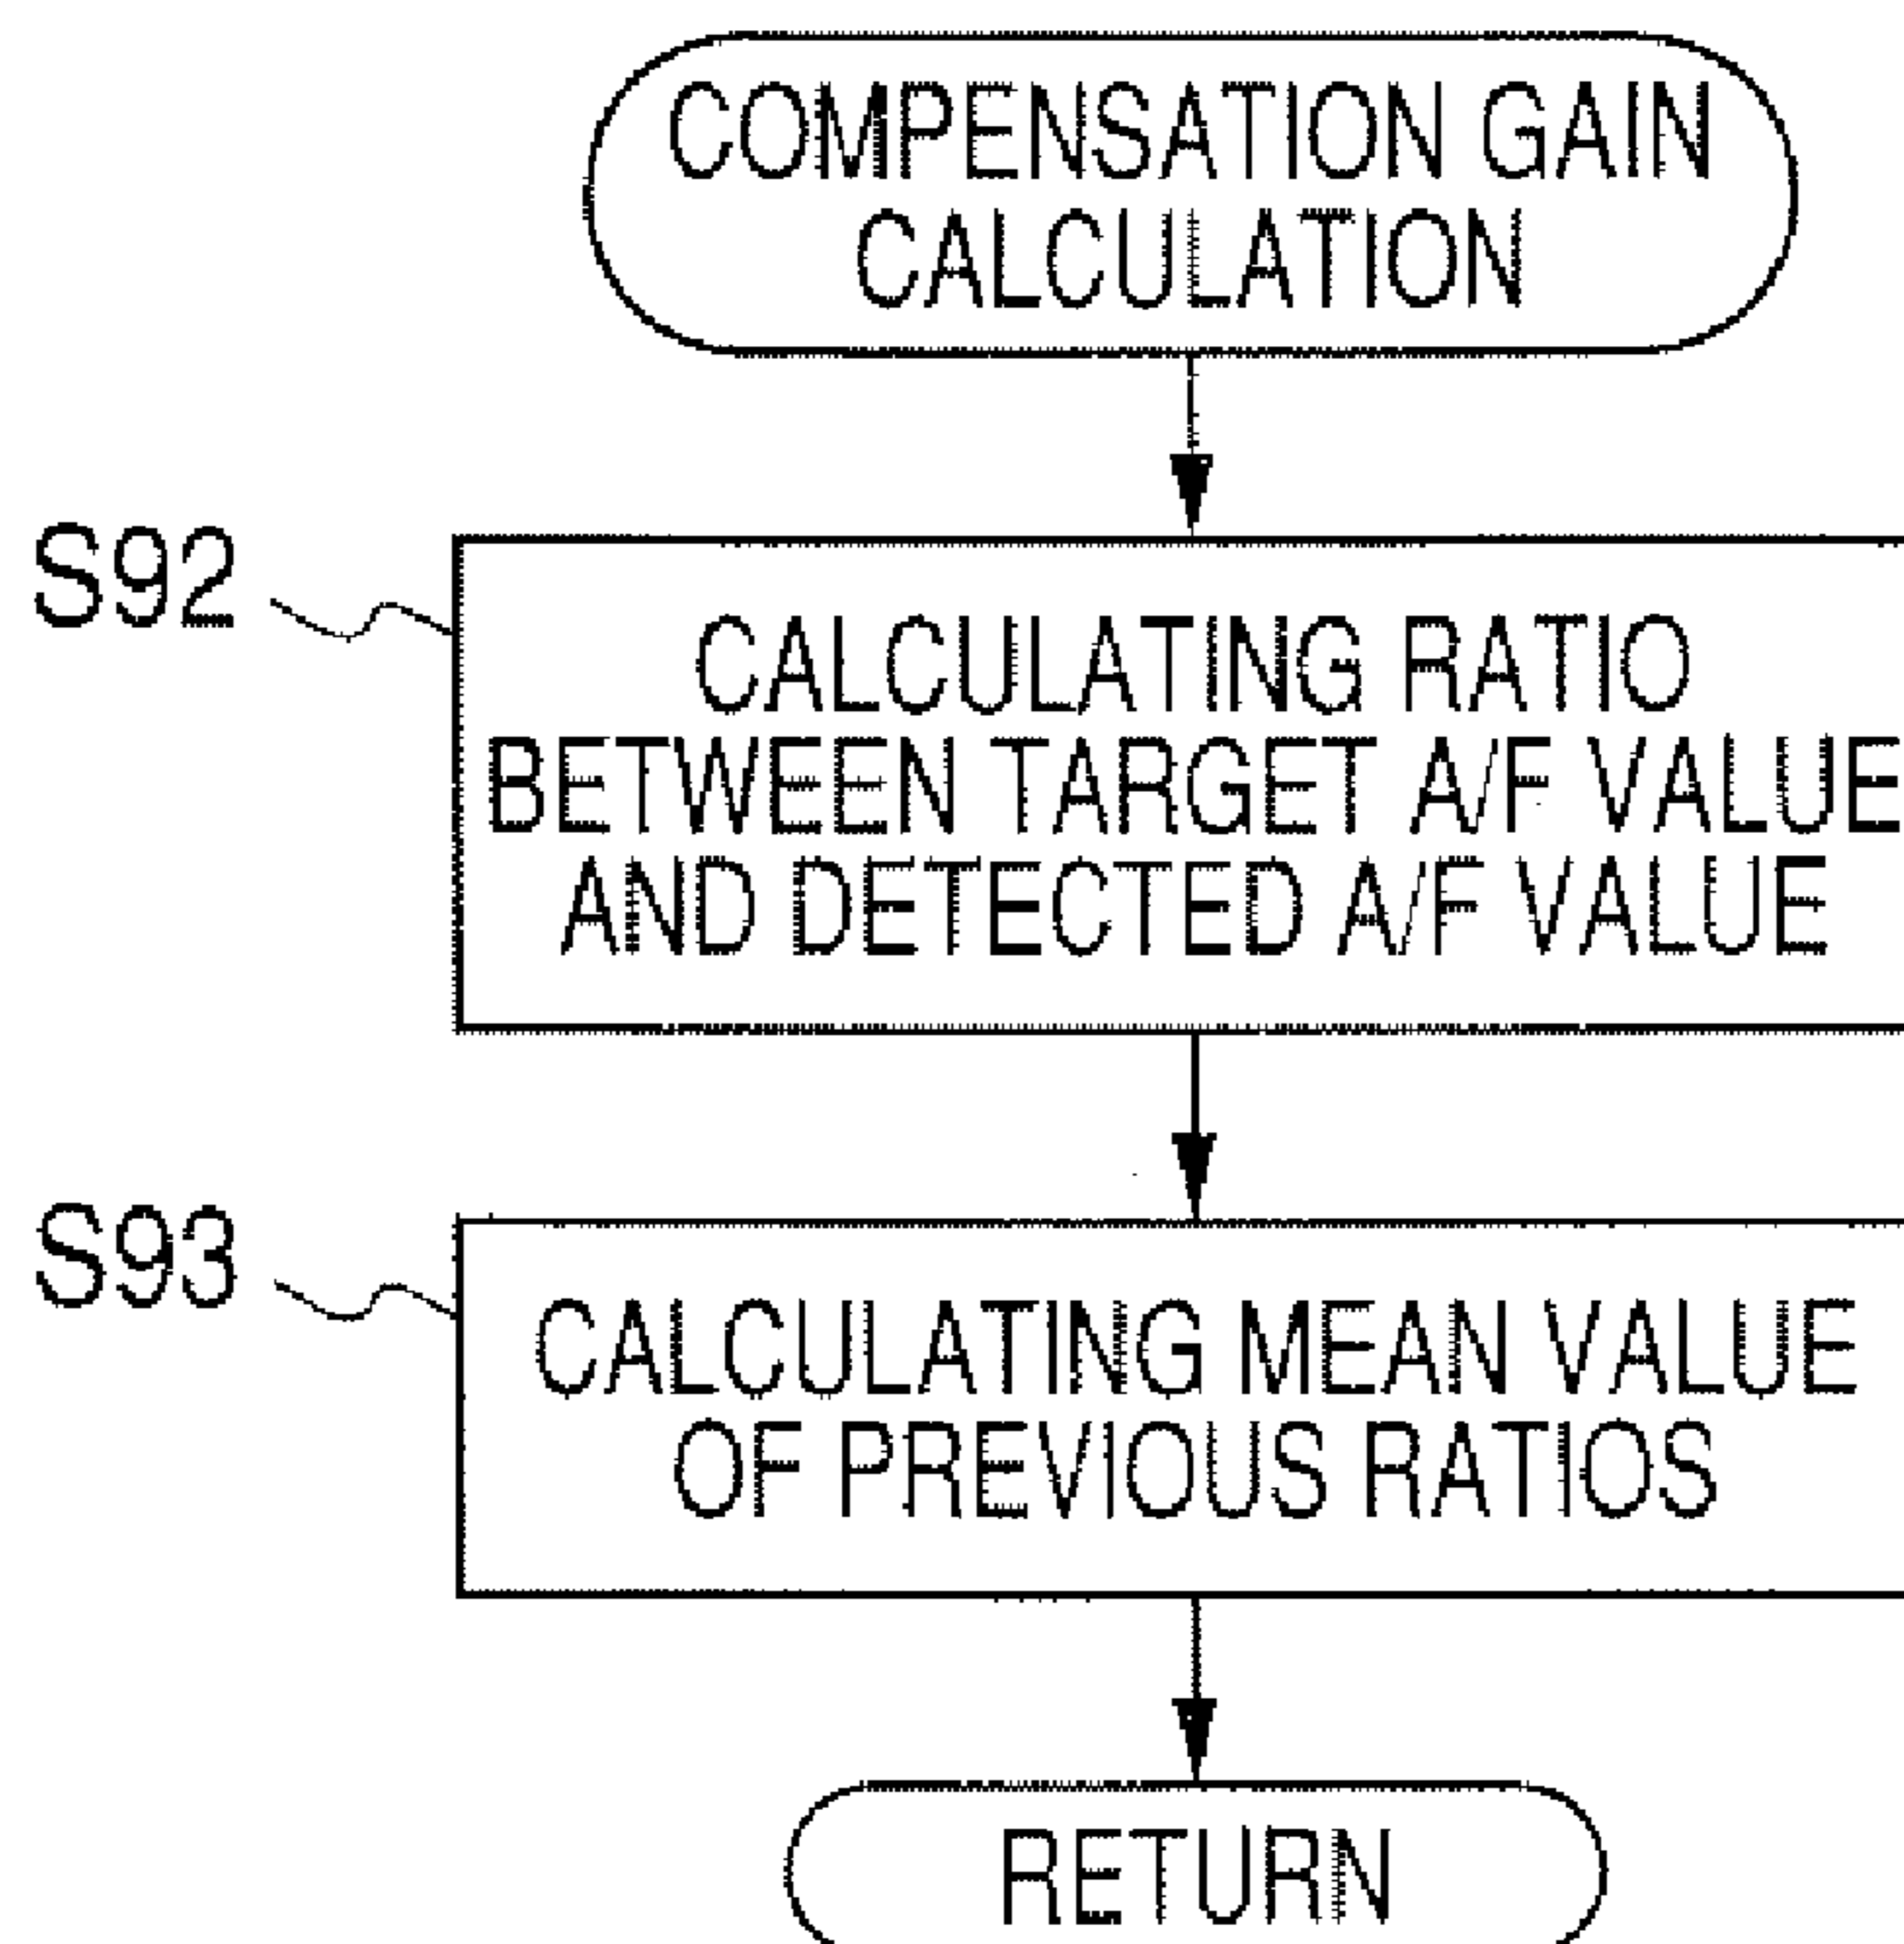 COMPENSATION GAIN
CALCULATION
S92
CALCULATING RATIO
BETWEEN TARGET A/F VALUE
AND DETECTED A/F VALUE
S93
CALCULATING MEAN VALUE
OF PREVIOUS RATIOS
RETURN